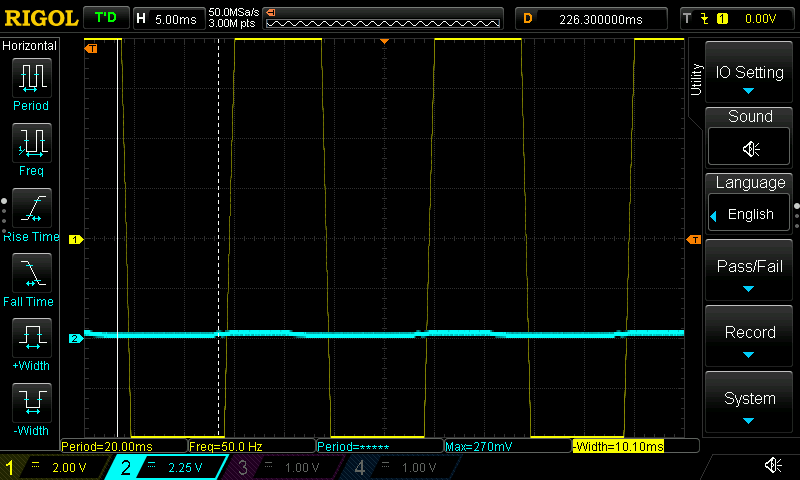 RIGOL T'D H 5.00ms 50.0MSa/s 3.00M pts D 226.300000ms T 1 0.00V
Horizontal
Period
Freq
Rise Time
Fall Time
+Width
-Width
T
1
2
T
Utility
IO Setting
Sound
Language
English
Pass/Fail
Record
System
Period=20.00ms Freq=50.0 Hz Period=***** Max=270mV -Width=10.10ms
1 2.00 V 2 2.25 V 3 1.00 V 4 1.00 V